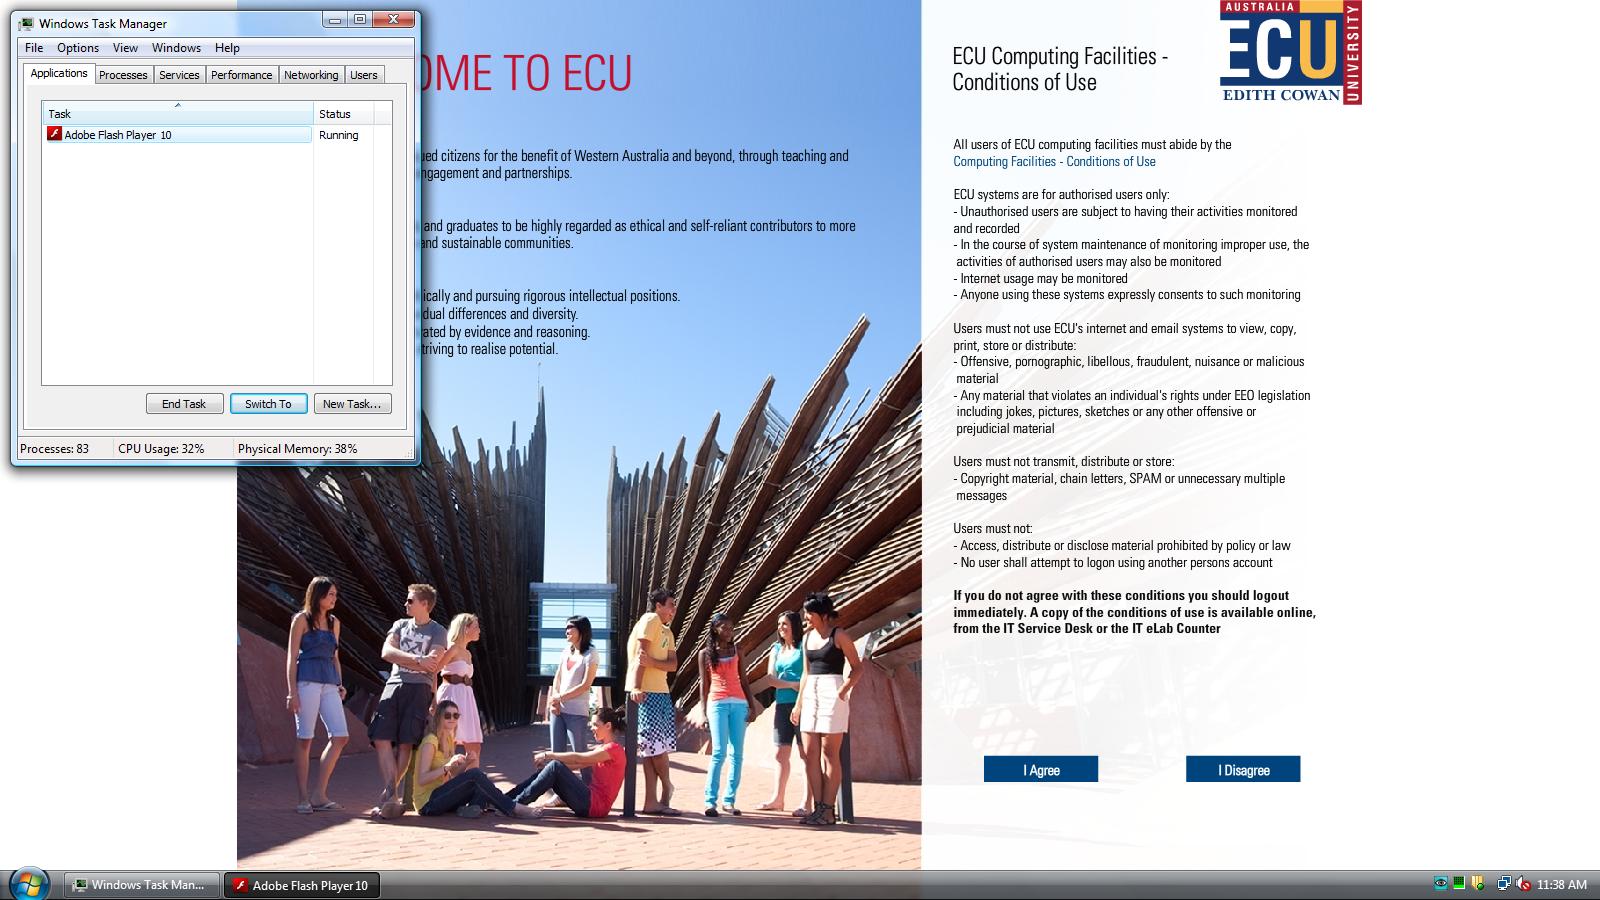 Windows Task Manager
File Options View Windows Help
Applications Processes Services Performance Networking Users
Task Status
Adobe Flash Player 10 Running
End Task Switch To New Task...
Processes: 83 CPU Usage: 32% Physical Memory: 38%
OME TO ECU
ued citizens for the benefit of Western Australia and beyond, through teaching and
ngagement and partnerships.
and graduates to be highly regarded as ethical and self-reliant contributors to more
and sustainable communities.
ically and pursuing rigorous intellectual positions.
dual differences and diversity.
ated by evidence and reasoning.
triving to realise potential.
ECU Computing Facilities -
Conditions of Use
AUSTRALIA
ECU
UNIVERSITY
EDITH COWAN
All users of ECU computing facilities must abide by the
Computing Facilities - Conditions of Use
ECU systems are for authorised users only:
- Unauthorised users are subject to having their activities monitored
and recorded
- In the course of system maintenance of monitoring improper use, the
activities of authorised users may also be monitored
- Internet usage may be monitored
- Anyone using these systems expressly consents to such monitoring
Users must not use ECU's internet and email systems to view, copy,
print, store or distribute:
- Offensive, pornographic, libellous, fraudulent, nuisance or malicious
material
- Any material that violates an individual's rights under EEO legislation
including jokes, pictures, sketches or any other offensive or
prejudicial material
Users must not transmit, distribute or store:
- Copyright material, chain letters, SPAM or unnecessary multiple
messages
Users must not:
- Access, distribute or disclose material prohibited by policy or law
- No user shall attempt to logon using another persons account
If you do not agree with these conditions you should logout
immediately. A copy of the conditions of use is available online,
from the IT Service Desk or the IT eLab Counter
I Agree I Disagree
Windows Task Man... Adobe Flash Player 10 11:38 AM